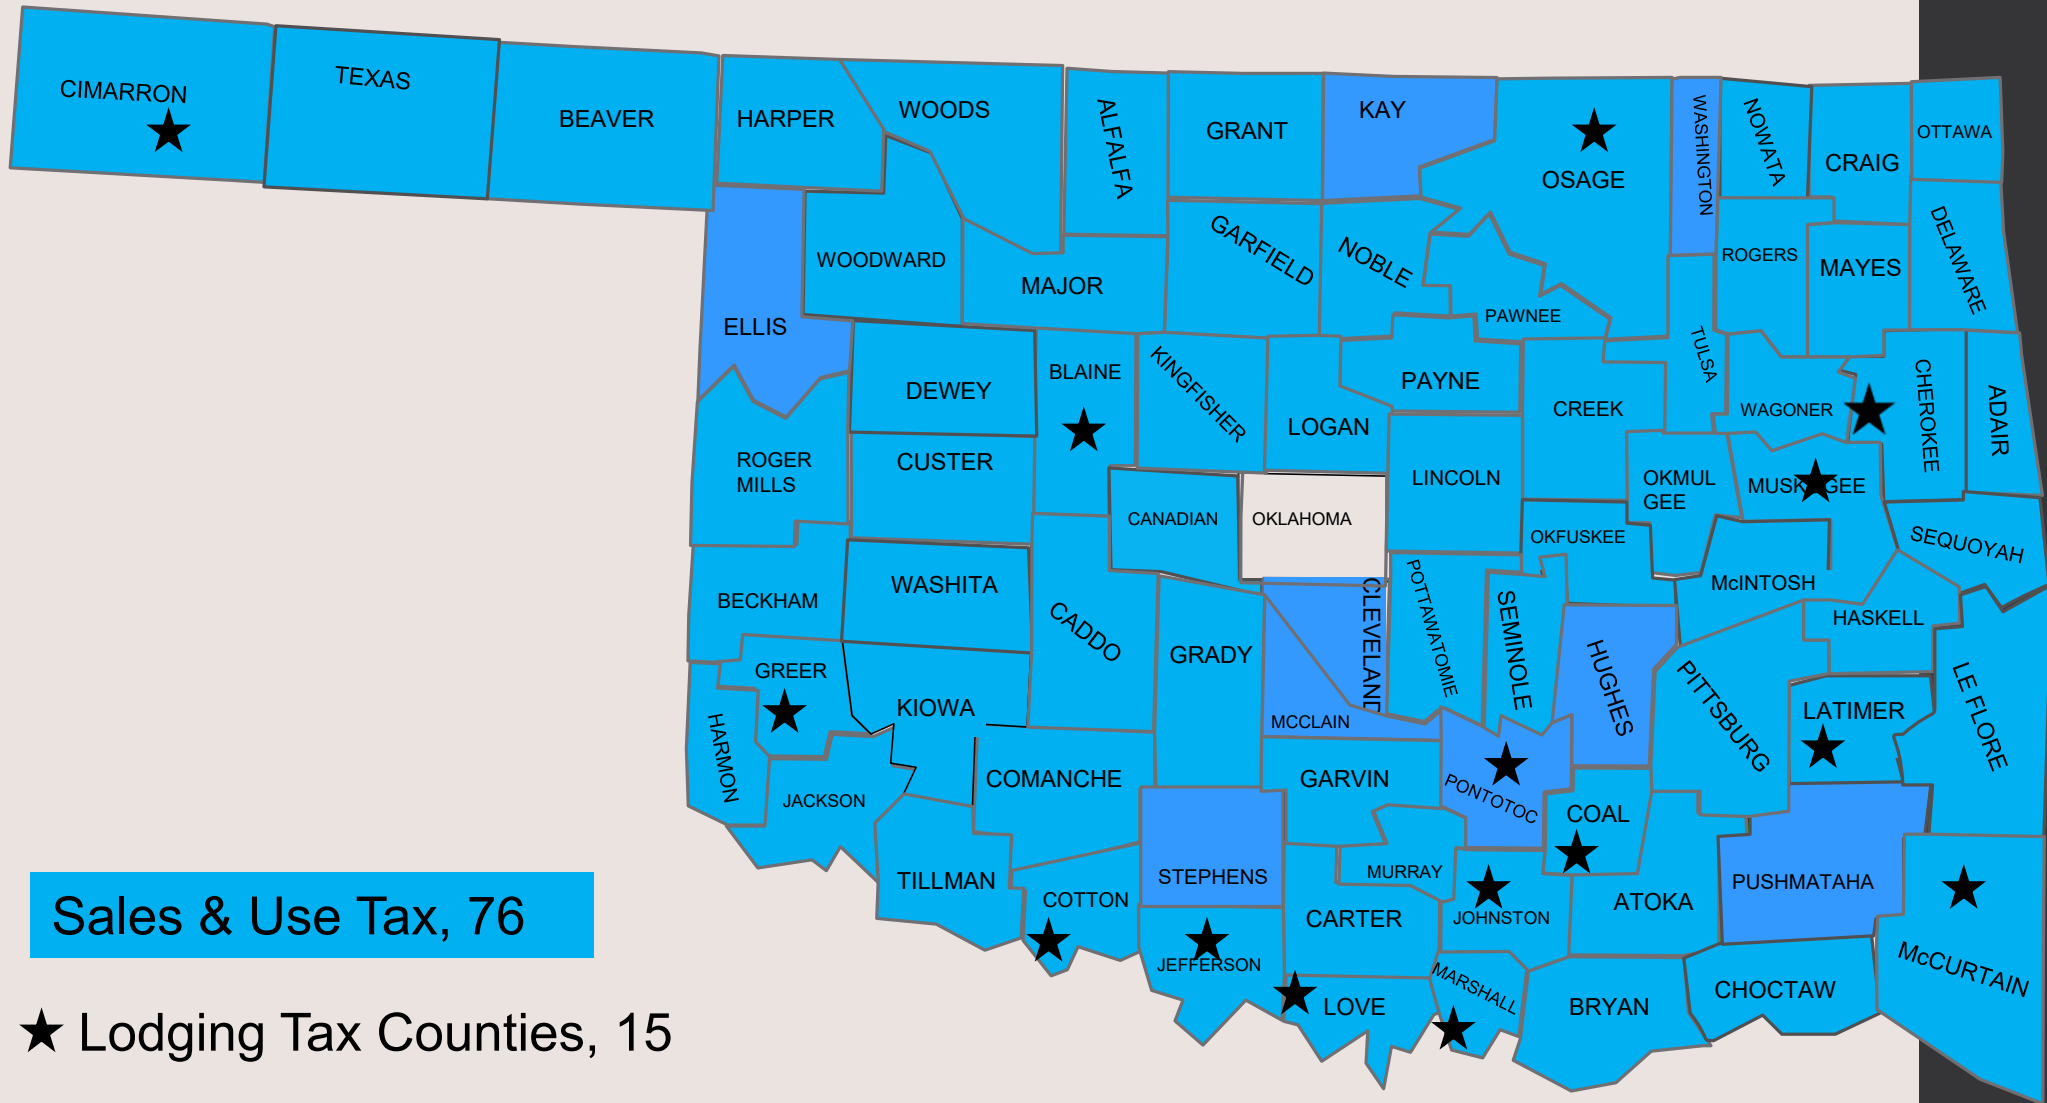 CIMARRON
TEXAS
BEAVER
HARPER
WOODS
ALFALFA
GRANT
KAY
OSAGE
WASHINGTON
NOWATA
CRAIG
OTTAWA
ELLIS
WOODWARD
MAJOR
GARFIELD
NOBLE
PAWNEE
TULSA
ROGERS
MAYES
DELAWARE
ROGER
MILLS
DEWEY
CUSTER
BLAINE
KINGFISHER
LOGAN
PAYNE
LINCOLN
CREEK
OKMUL
GEE
WAGONER
MUSKOGEE
CHEROKEE
ADAIR
CANADIAN
OKLAHOMA
OKFUSKEE
SEQUOYAH
BECKHAM
WASHITA
CADDO
GRADY
CLEVELAND
MCCLAIN
POTTAWATOMIE
SEMINOLE
HUGHES
McINTOSH
HASKELL
PITTSBURG
LATIMER
LE FLORE
GREER
HARMON
KIOWA
JACKSON
COMANCHE
GARVIN
PONTOTOC
COAL
TILLMAN
COTTON
STEPHENS
MURRAY
CARTER
JOHNSTON
ATOKA
PUSHMATAHA
McCURTAIN
JEFFERSON
LOVE
MARSHALL
BRYAN
CHOCTAW
Sales & Use Tax, 76
Lodging Tax Counties, 15